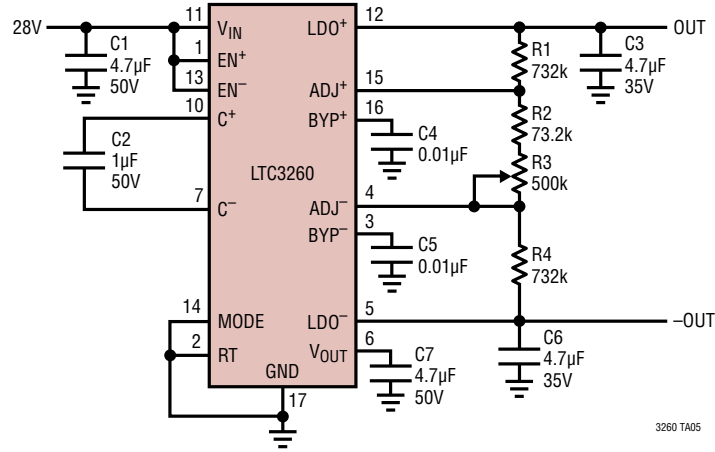 28V
C1
4.7µF
50V
C2
1µF
50V
11
1
13
10
7
14
2
V_IN
EN⁺
EN⁻
C⁺
C⁻
MODE
RT
LTC3260
GND
17
LDO⁺
ADJ⁺
BYP⁺
ADJ⁻
BYP⁻
LDO⁻
V_OUT
12
15
16
4
3
5
6
C4
0.01µF
C5
0.01µF
C7
4.7µF
50V
R1
732k
R2
73.2k
R3
500k
R4
732k
C3
4.7µF
35V
C6
4.7µF
35V
OUT
–OUT
3260 TA05